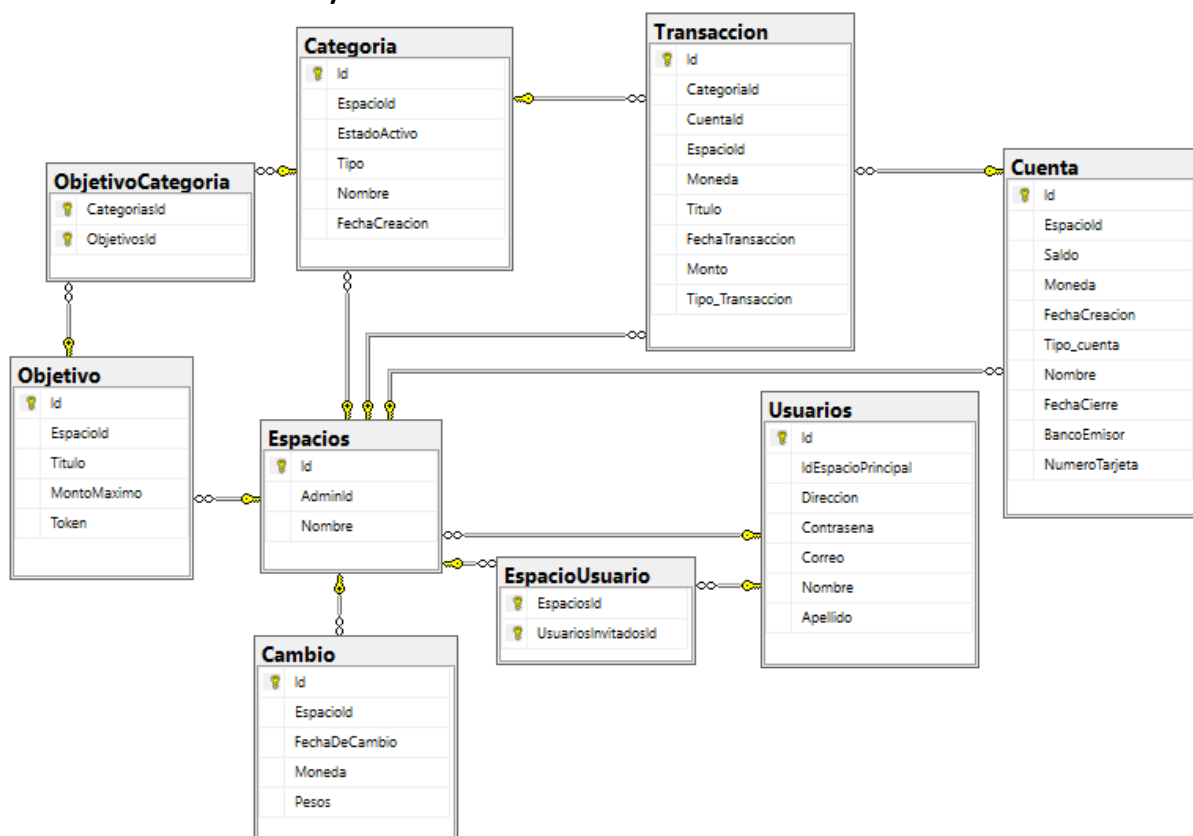 Categoria
Id
EspacioId
EstadoActivo
Tipo
Nombre
FechaCreacion
Transaccion
Id
CategoriaId
CuentaId
EspacioId
Moneda
Titulo
FechaTransaccion
Monto
Tipo_Transaccion
ObjetivoCategoria
CategoriasId
ObjetivosId
Cuenta
Id
EspacioId
Saldo
Moneda
FechaCreacion
Tipo_cuenta
Nombre
FechaCierre
BancoEmisor
NumeroTarjeta
Objetivo
Id
EspacioId
Titulo
MontoMaximo
Token
Espacios
Id
AdminId
Nombre
Usuarios
Id
IdEspacioPrincipal
Direccion
Contrasena
Correo
Nombre
Apellido
EspacioUsuario
EspaciosId
UsuariosInvitadosId
Cambio
Id
EspacioId
FechaDeCambio
Moneda
Pesos